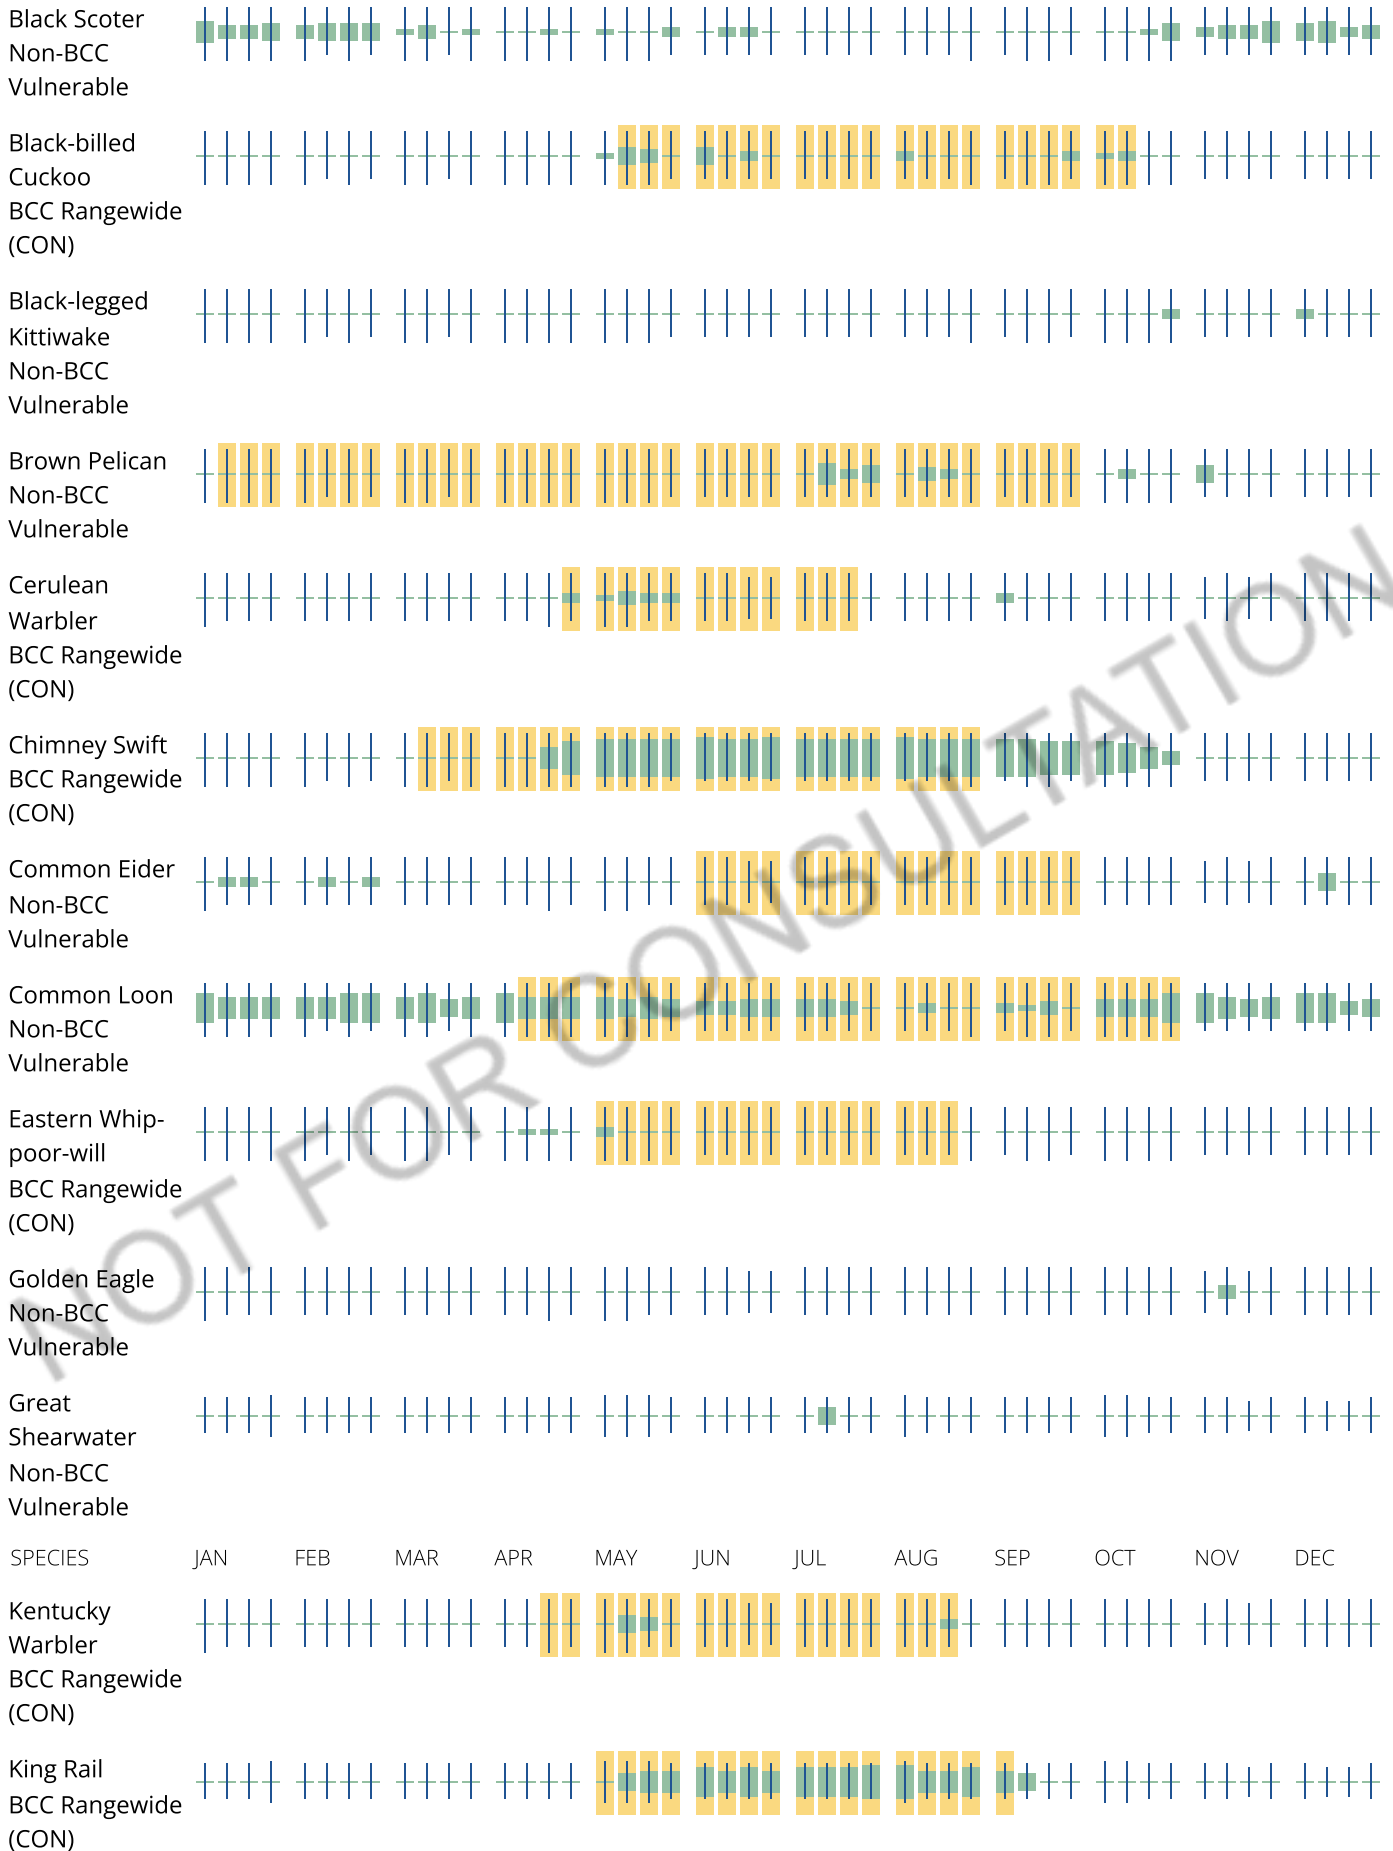 Black Scoter
Non-BCC
Vulnerable
Black-billed
Cuckoo
BCC Rangewide
(CON)
Black-legged
Kittiwake
Non-BCC
Vulnerable
Brown Pelican
Non-BCC
Vulnerable
Cerulean
Warbler
BCC Rangewide
(CON)
Chimney Swift
BCC Rangewide
(CON)
Common Eider
Non-BCC
Vulnerable
Common Loon
Non-BCC
Vulnerable
Eastern Whip-
poor-will
BCC Rangewide
(CON)
Golden Eagle
Non-BCC
Vulnerable
Great
Shearwater
Non-BCC
Vulnerable
SPECIES JAN FEB MAR APR MAY JUN JUL AUG SEP OCT NOV DEC
Kentucky
Warbler
BCC Rangewide
(CON)
King Rail
BCC Rangewide
(CON)
NOT FOR CONSULTATION